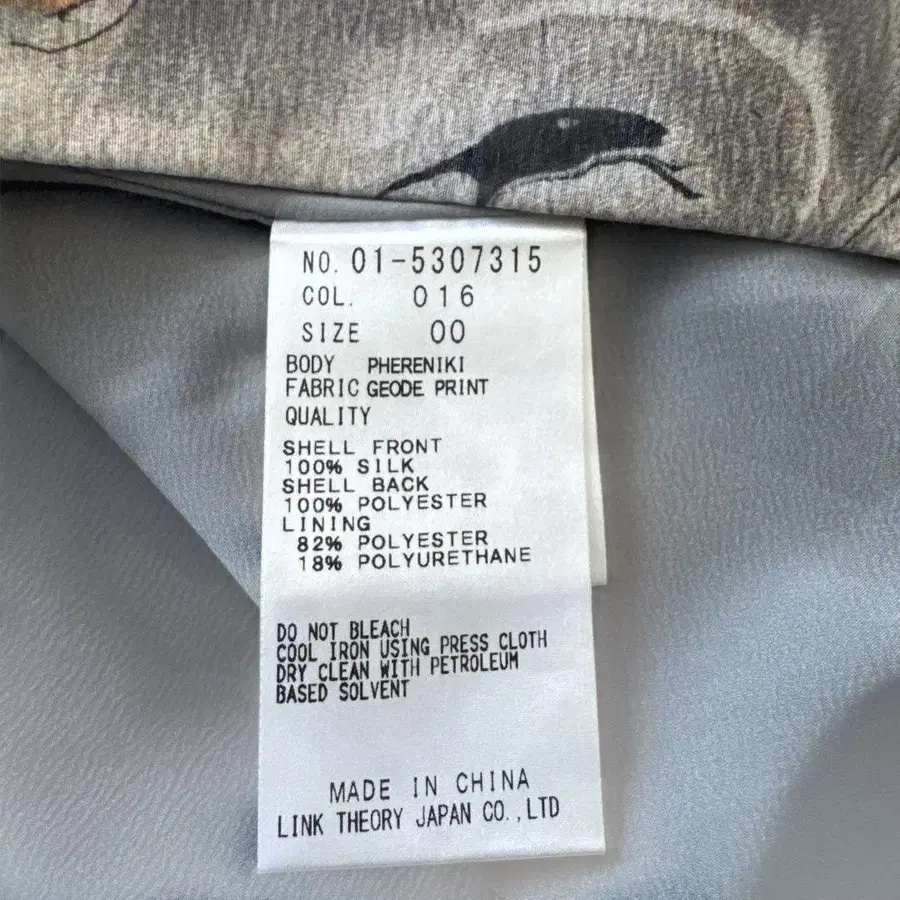 NO. 01-5307315
COL. 016
SIZE 00
BODY PHERENIKI
FABRIC GEODE PRINT
QUALITY
SHELL FRONT
100% SILK
SHELL BACK
100% POLYESTER
LINING
82% POLYESTER
18% POLYURETHANE
DO NOT BLEACH
COOL IRON USING PRESS CLOTH
DRY CLEAN WITH PETROLEUM
BASED SOLVENT
MADE IN CHINA
LINK THEORY JAPAN CO.,LTD